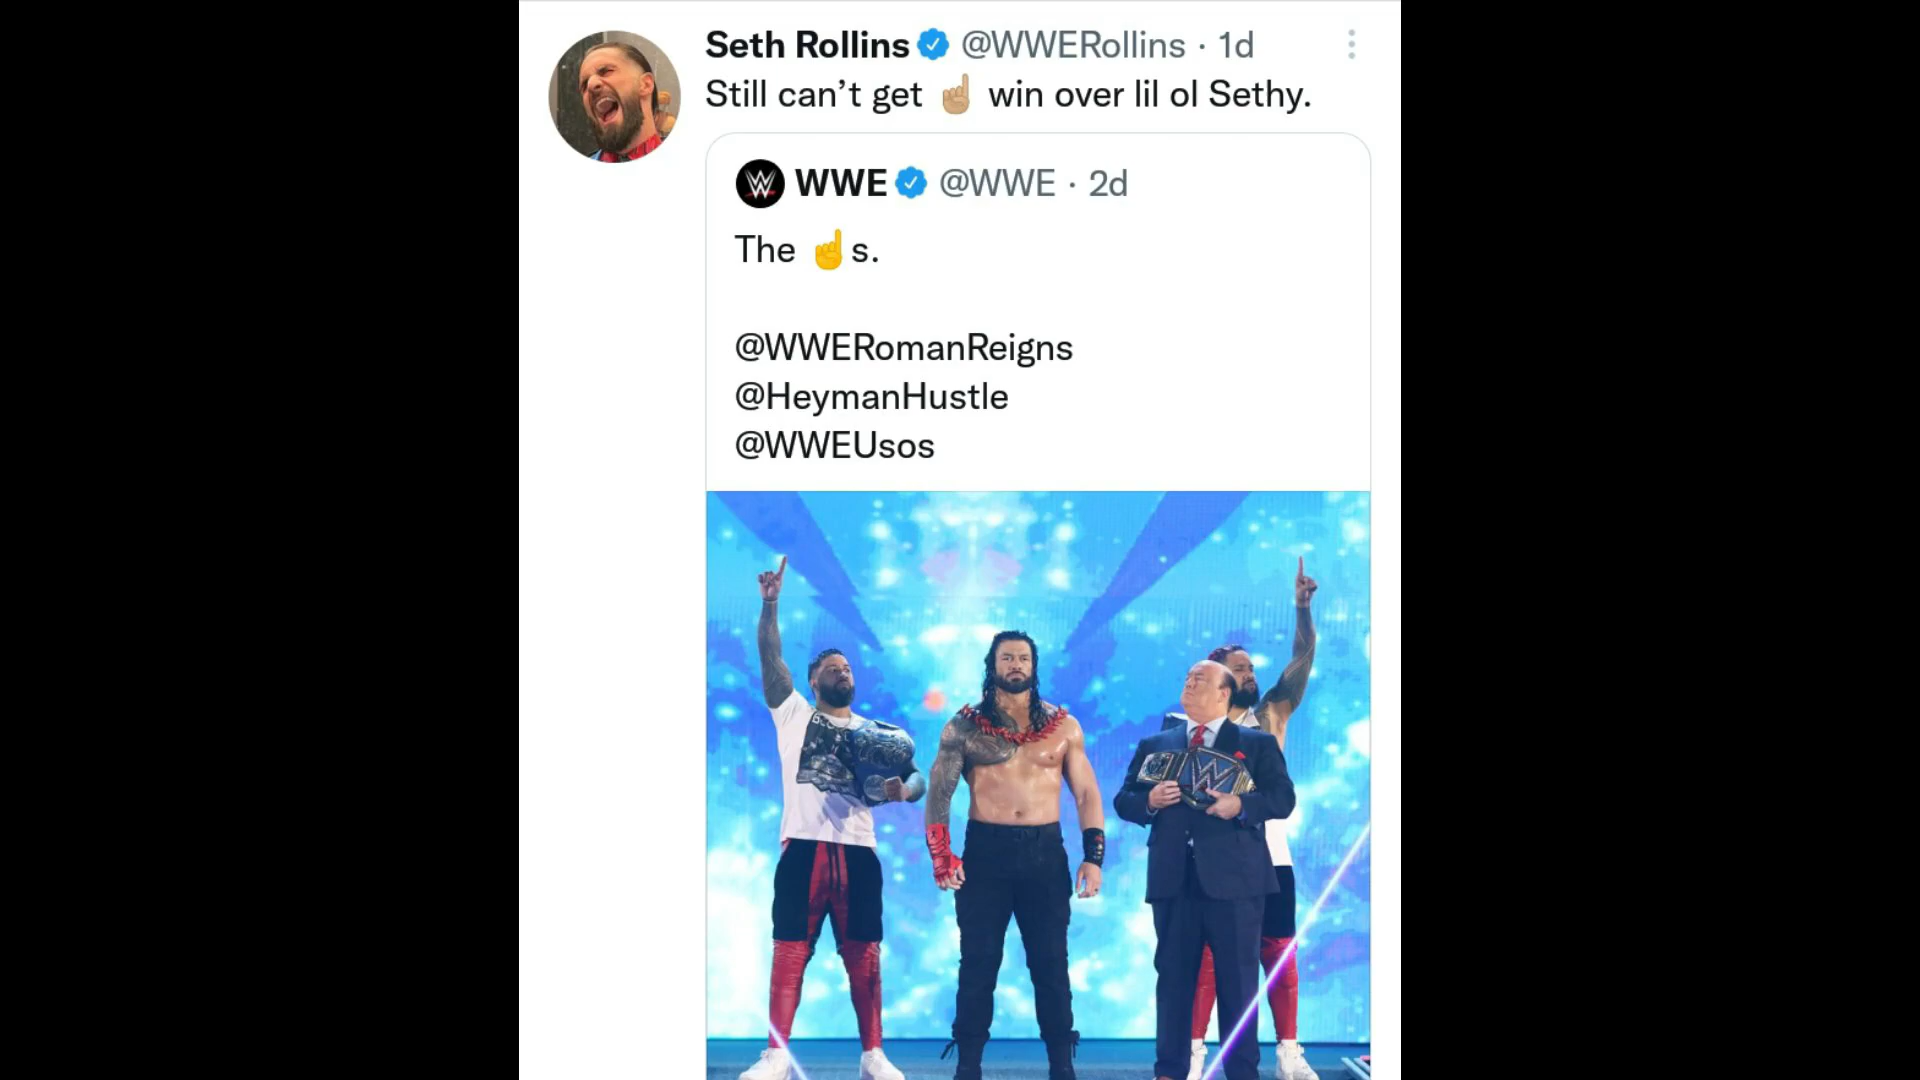 Seth Rollins @WWERollins · 1d
Still can’t get ☝🏼 win over lil ol Sethy.
WWE @WWE · 2d
The ☝️s.
@WWERomanReigns
@HeymanHustle
@WWEUsos